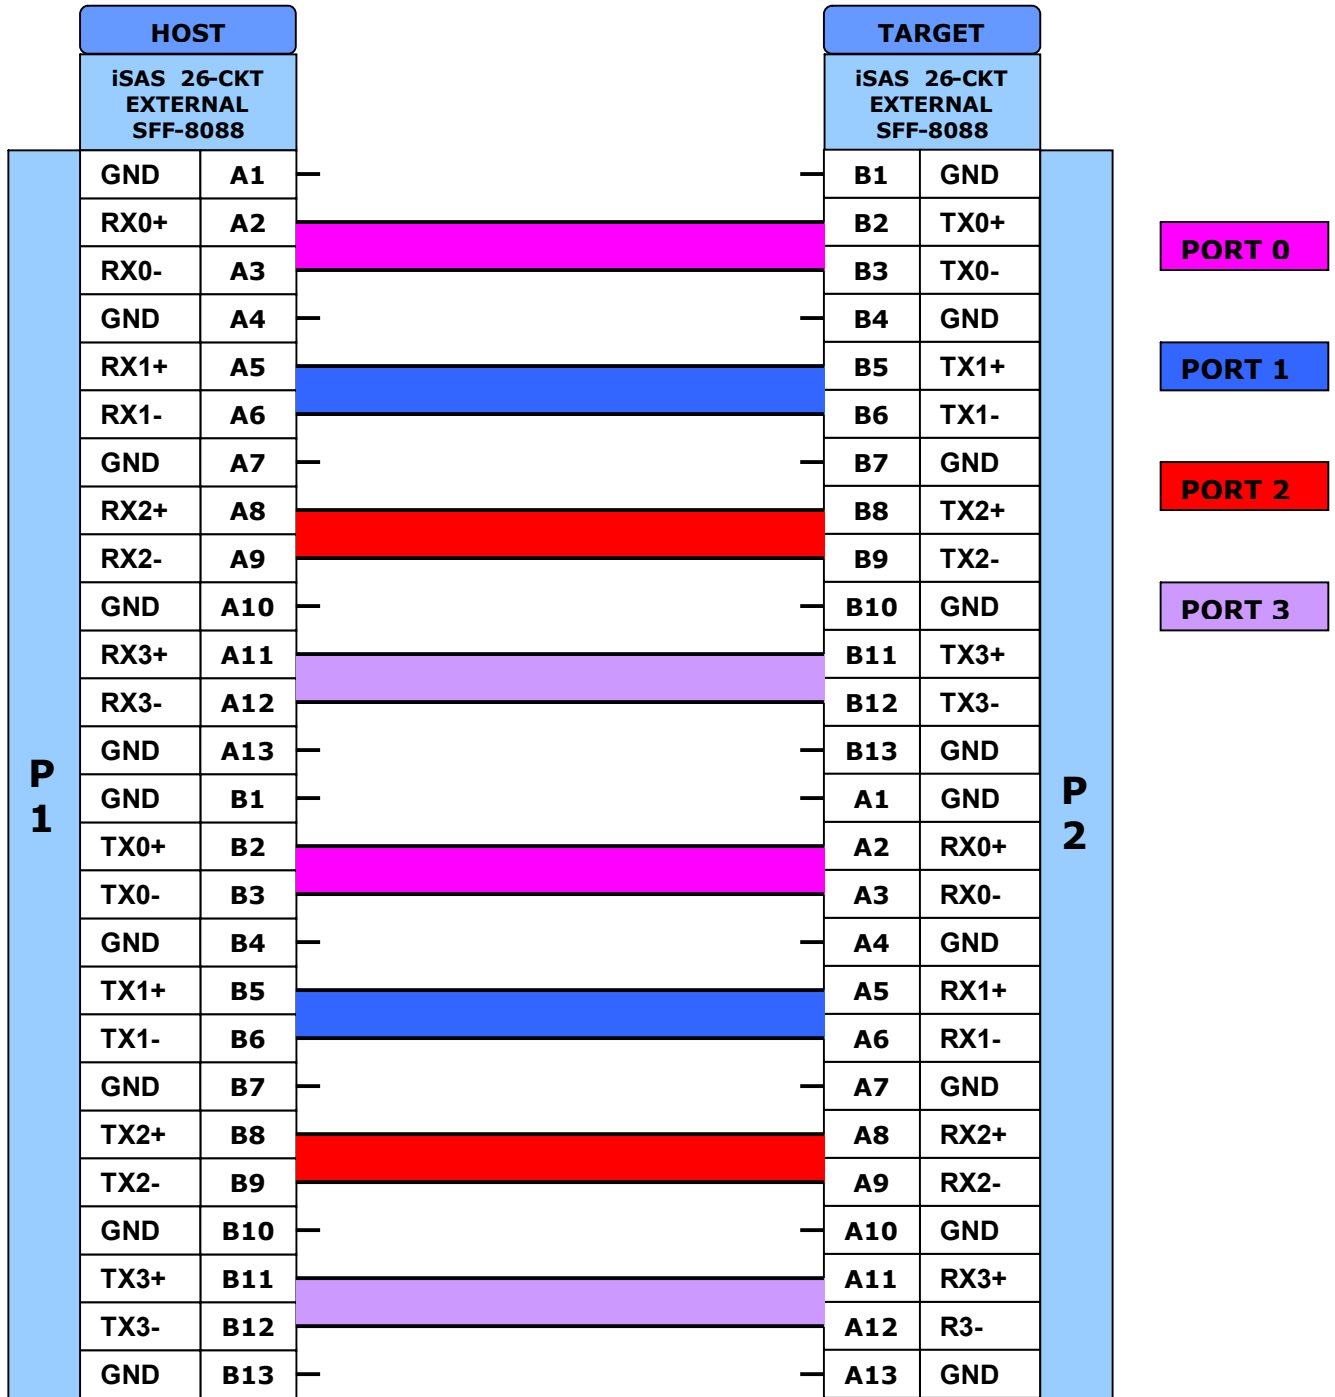 HOST TARGET
iSAS 26-CKT iSAS 26-CKT
EXTERNAL EXTERNAL
SFF-8088 SFF-8088
GND A1 B1 GND
RX0+ A2 B2 TX0+
PORT 0
RX0- A3 B3 TX0-
GND A4 B4 GND
RX1+ A5 B5 TX1+ PORT 1
RX1- A6 B6 TX1-
GND A7 B7 GND
PORT 2
RX2+ A8 B8 TX2+
RX2- A9 B9 TX2-
GND A10 B10 GND PORT 3
RX3+ A11 B11 TX3+
RX3- A12 B12 TX3-
GND A13 B13 GND
P
1
P
2
GND B1 A1 GND
TX0+ B2 A2 RX0+
TX0- B3 A3 RX0-
GND B4 A4 GND
TX1+ B5 A5 RX1+
TX1- B6 A6 RX1-
GND B7 A7 GND
TX2+ B8 A8 RX2+
TX2- B9 A9 RX2-
GND B10 A10 GND
TX3+ B11 A11 RX3+
TX3- B12 A12 R3-
GND B13 A13 GND